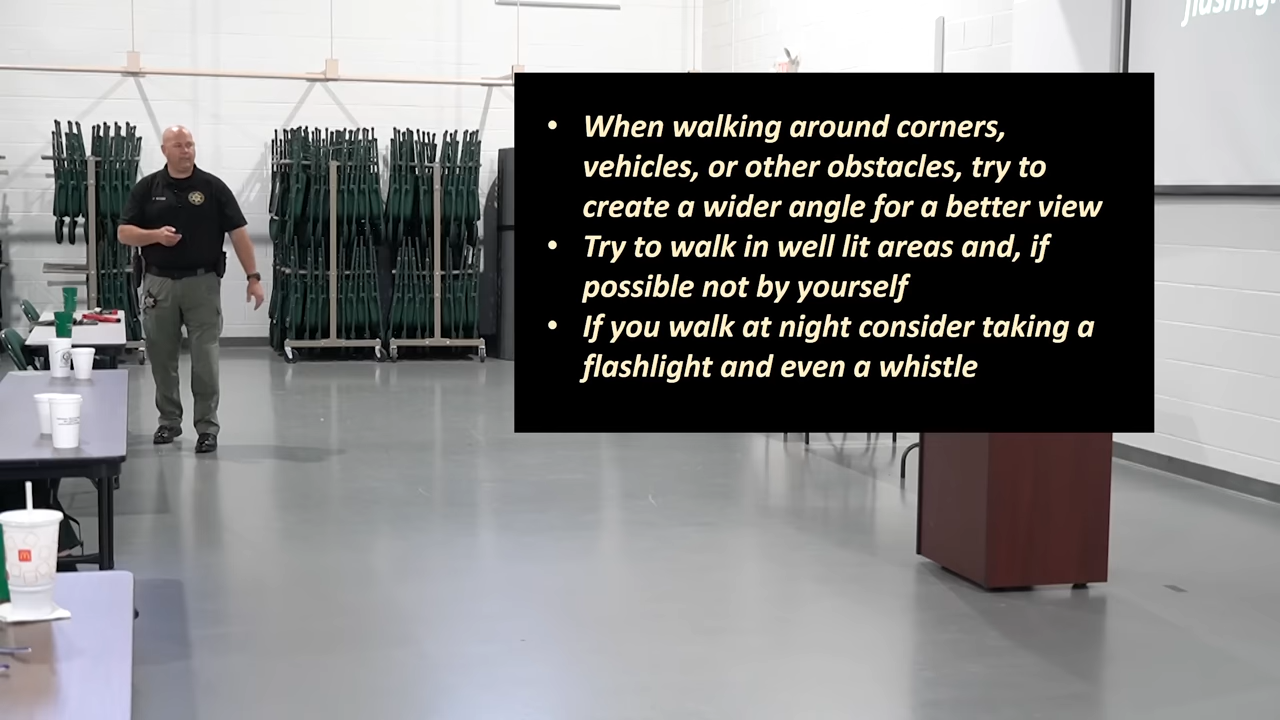 flashlight
• When walking around corners,
vehicles, or other obstacles, try to
create a wider angle for a better view
• Try to walk in well lit areas and, if
possible not by yourself
• If you walk at night consider taking a
flashlight and even a whistle